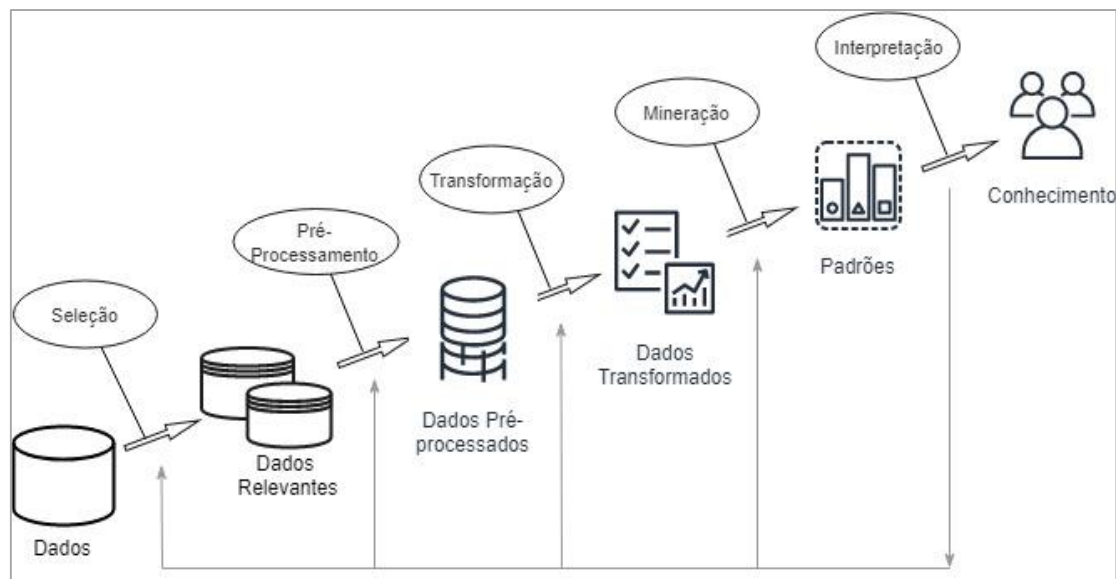 Interpretação
Mineração
Conhecimento
Transformação
Padrões
Pré-
Processamento
Seleção
Dados
Transformados
Dados Pré-
processados
Dados
Relevantes
Dados